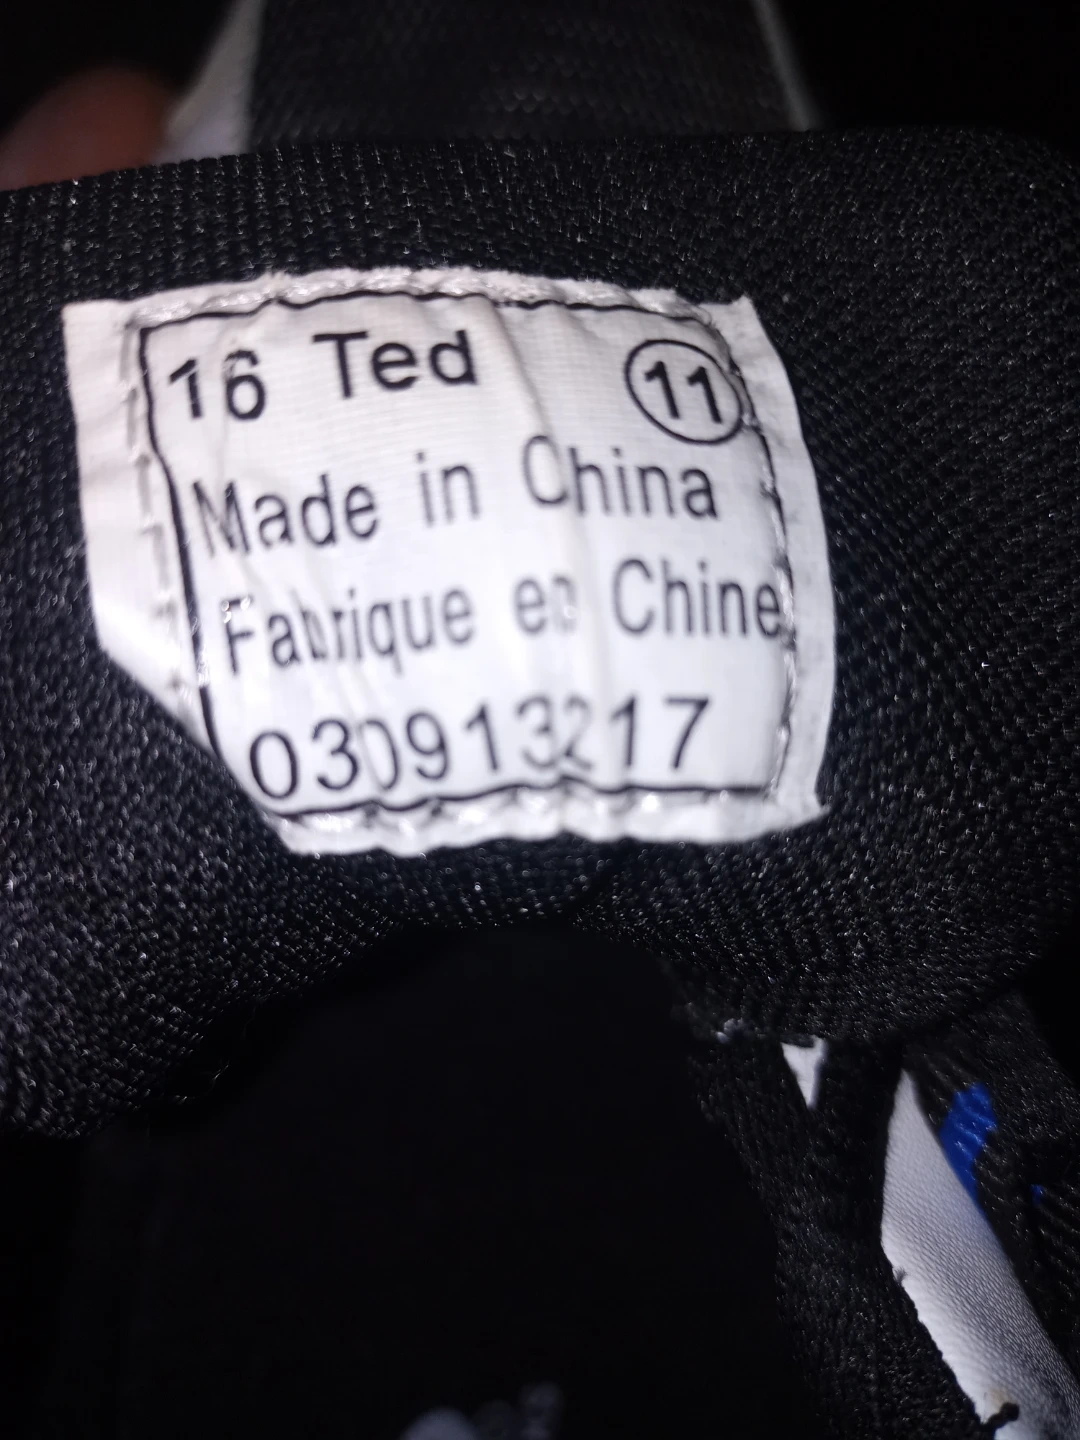 16 Ted 11
Made in China
Fabrique en Chine
030913217